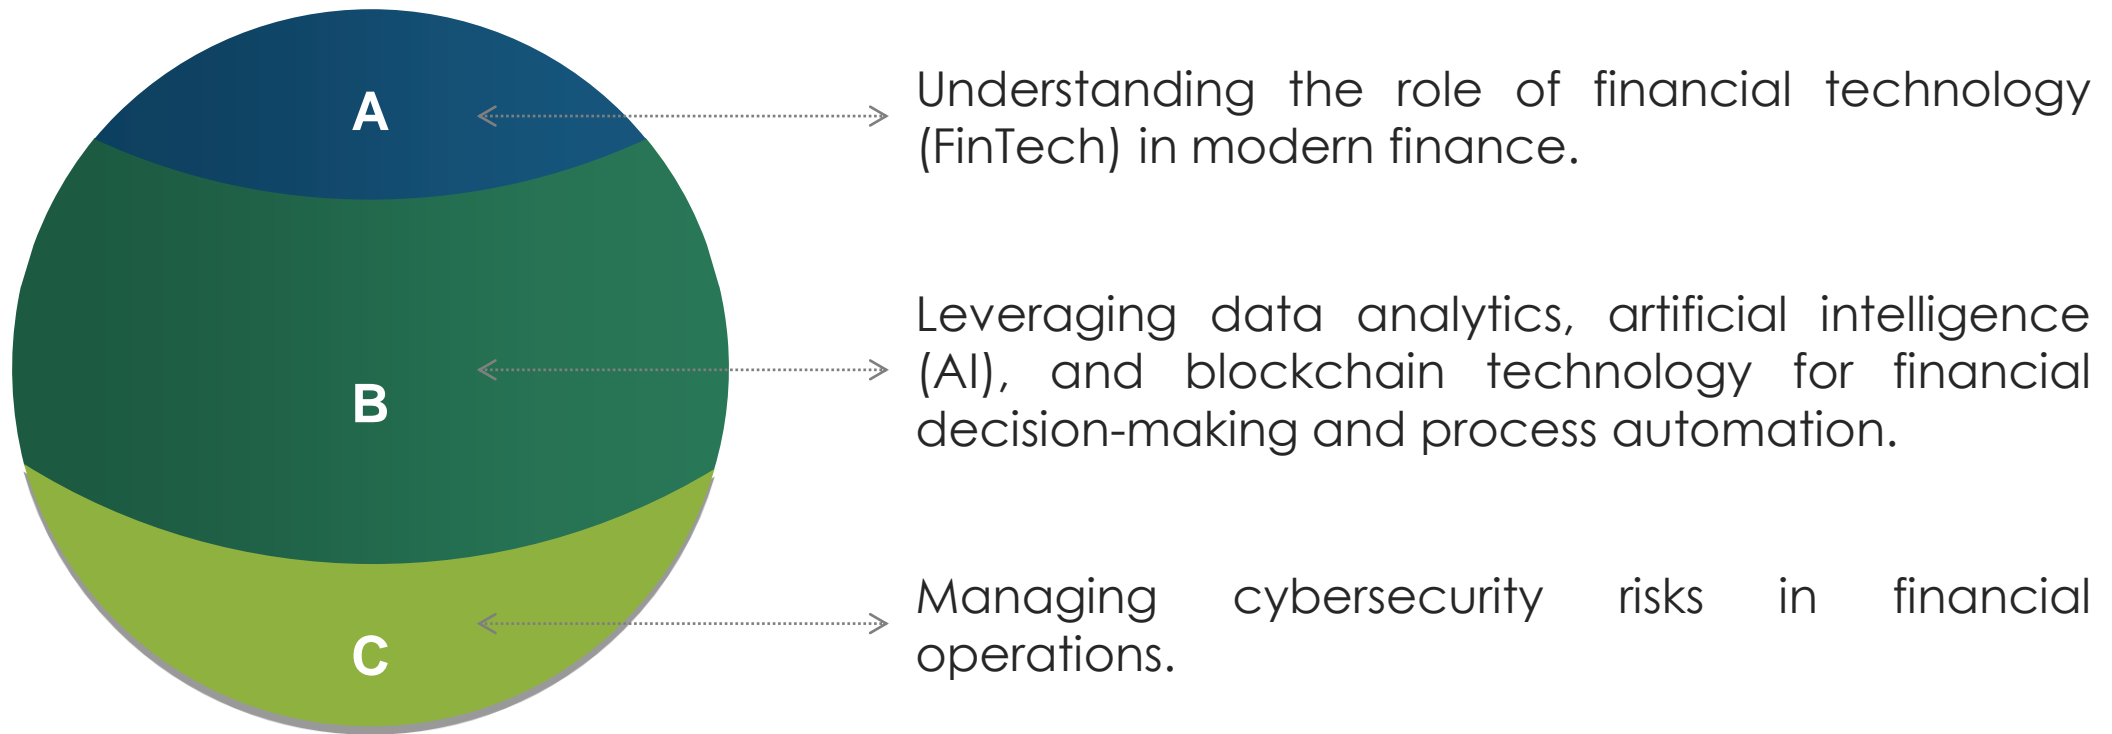 A
Understanding the role of financial technology
(FinTech) in modern finance.
B
Leveraging data analytics, artificial intelligence
(AI), and blockchain technology for financial
decision-making and process automation.
C
Managing cybersecurity risks in financial
operations.